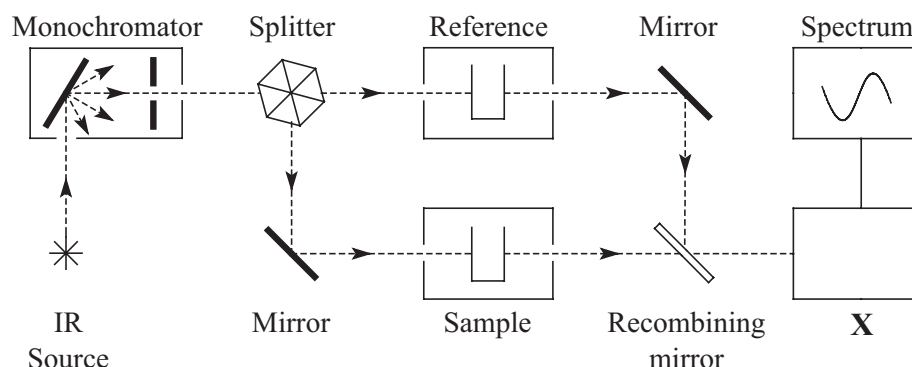 Monochromator Splitter Reference Mirror Spectrum
IR Mirror Sample Recombining X
Source mirror